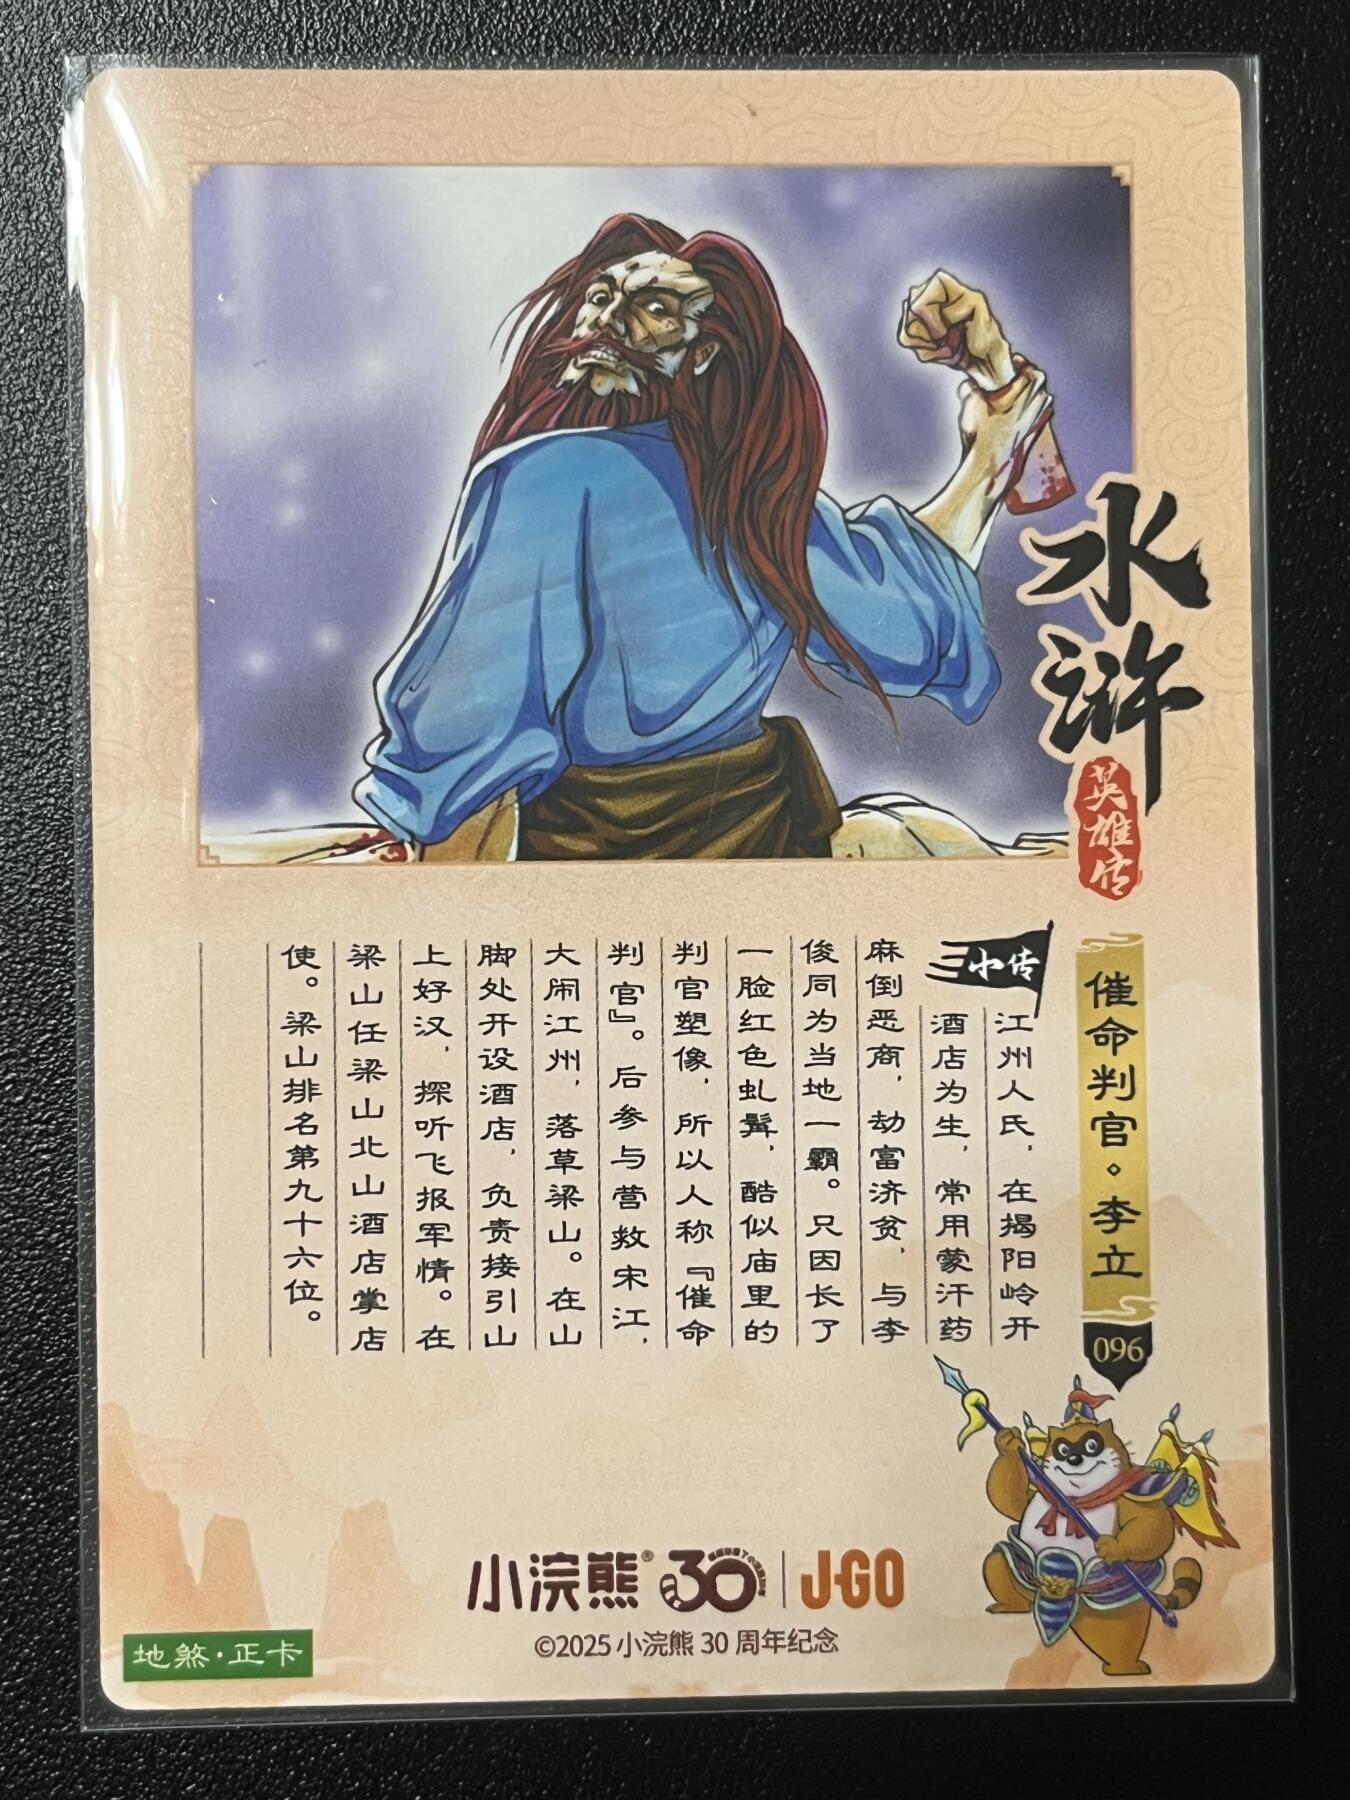 水浒
英雄传
催命判官。李立
096
小传
江州人氏，在揭阳岭开
酒店为生，常用蒙汗药
麻倒恶商，劫富济贫，与李
俊同为当地一霸。只因长了
一脸红色虬髯，酷似庙里的
判官塑像，所以人称『催命
判官』。后参与营救宋江，
大闹江州，落草梁山。在山
脚处开设酒店，负责接引山
上好汉，探听飞报军情。在
梁山任梁山北山酒店掌店
使。梁山排名第九十六位。
小浣熊® 30 | J-GO
©2025 小浣熊 30 周年纪念
地煞·正卡